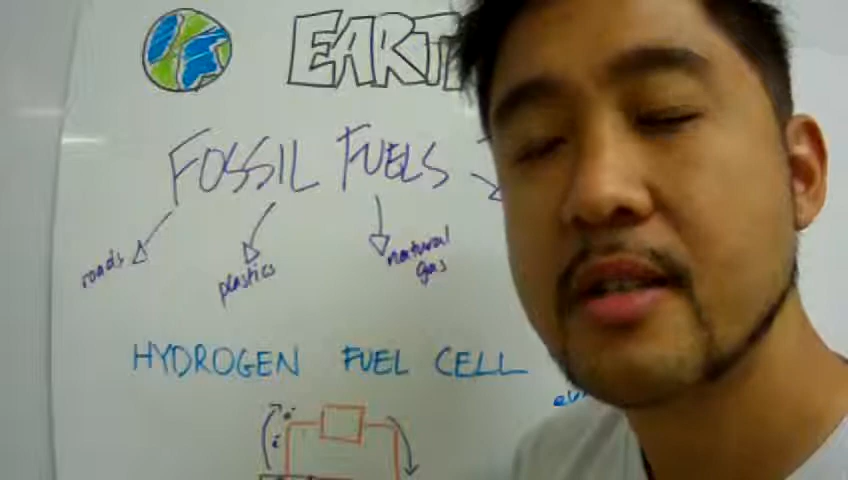 EART
FOSSIL FUELS
roads
plastics
natural
gas
HYDROGEN FUEL CELL
e⁻